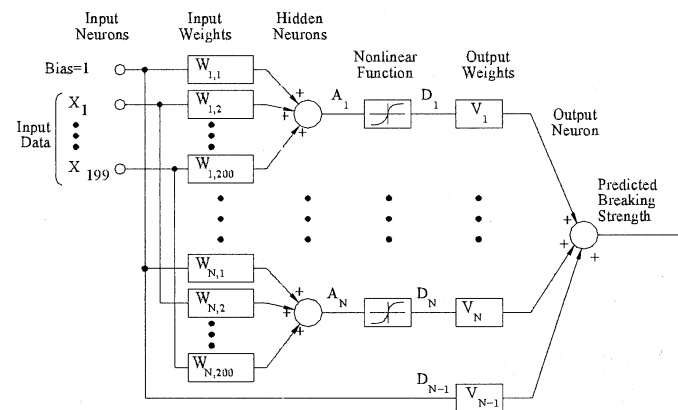 Input Neurons
Input Weights
Hidden Neurons
Nonlinear Function
Output Weights
Output Neuron
Bias=1
X1
X199
Input Data
W1,1
W1,2
W1,200
+
+
+
A1
D1
V1
Predicted Breaking Strength
+
+
+
WN,1
WN,2
WN,200
+
+
+
AN
DN
VN
DN-1
VN-1